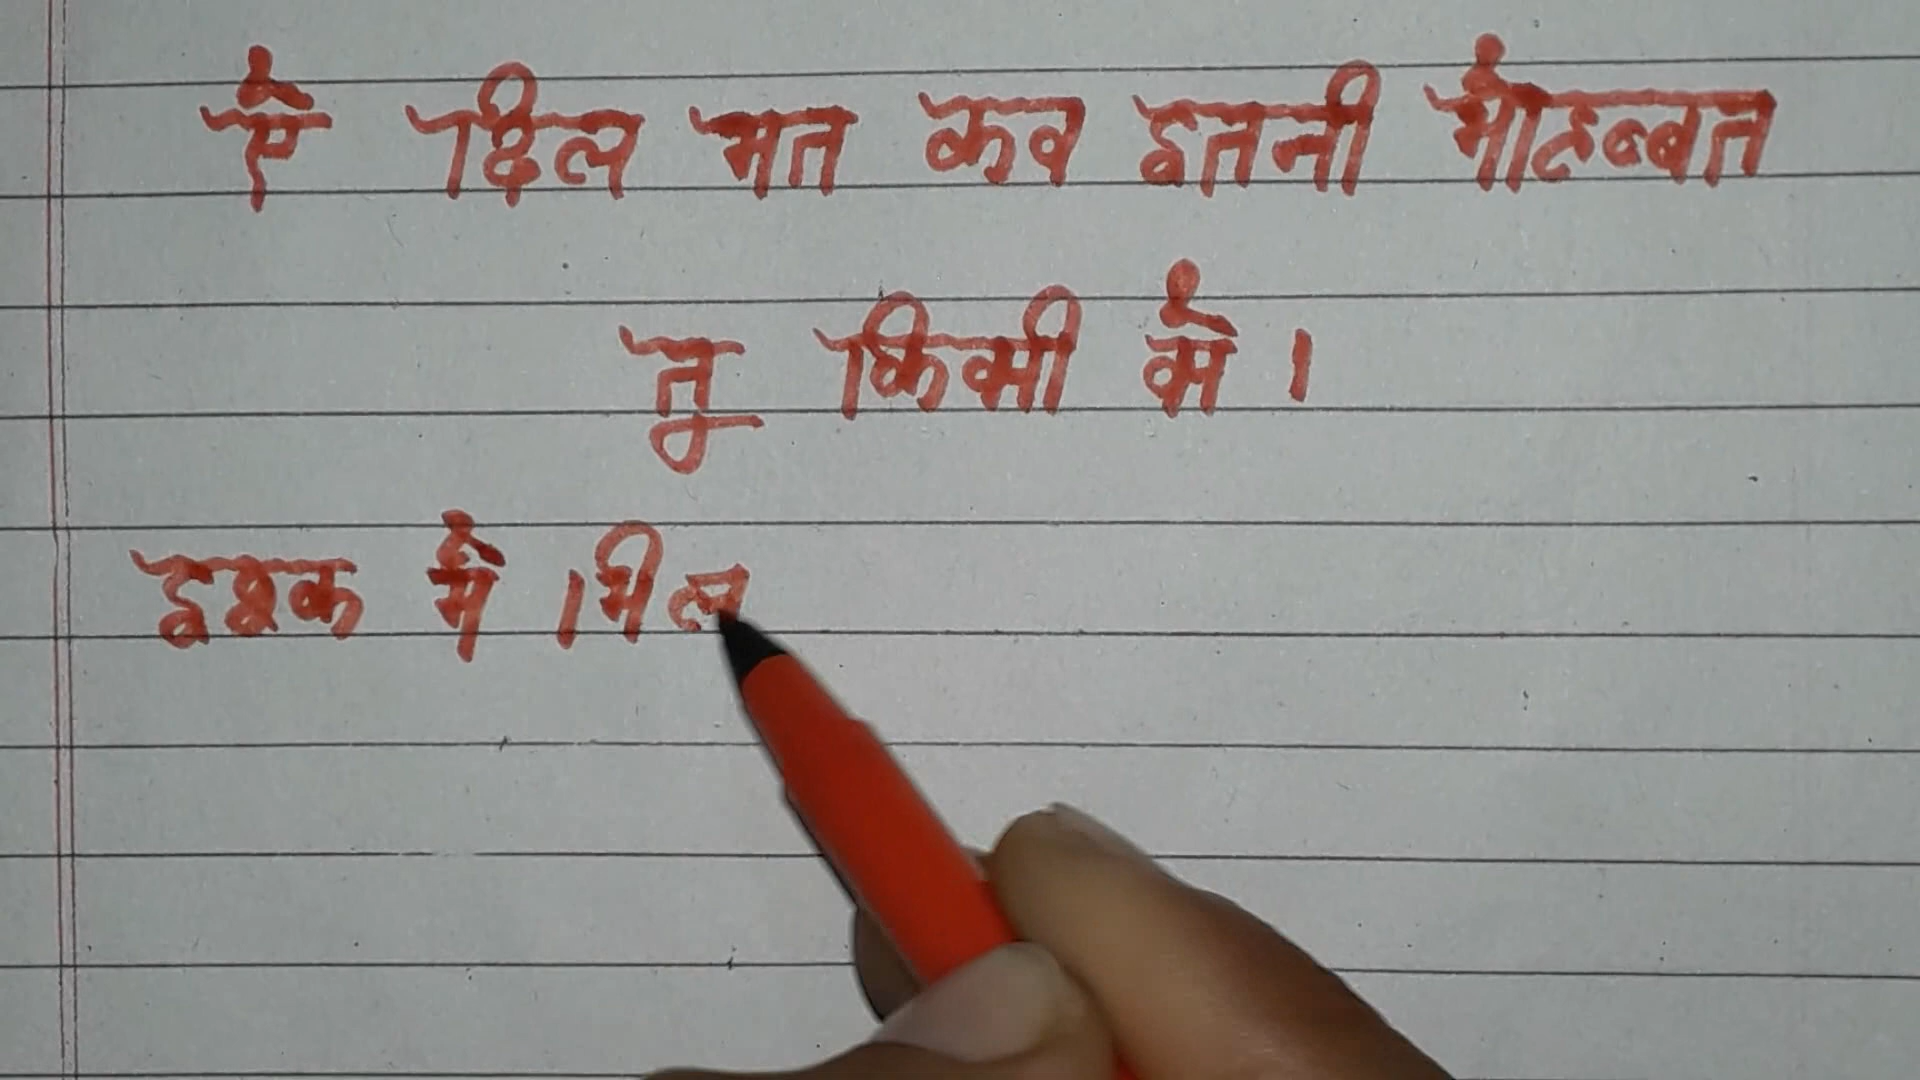 ऐ दिल मत कर इतनी मोहब्बत
तु किसी से ।
इश्क मे मिल